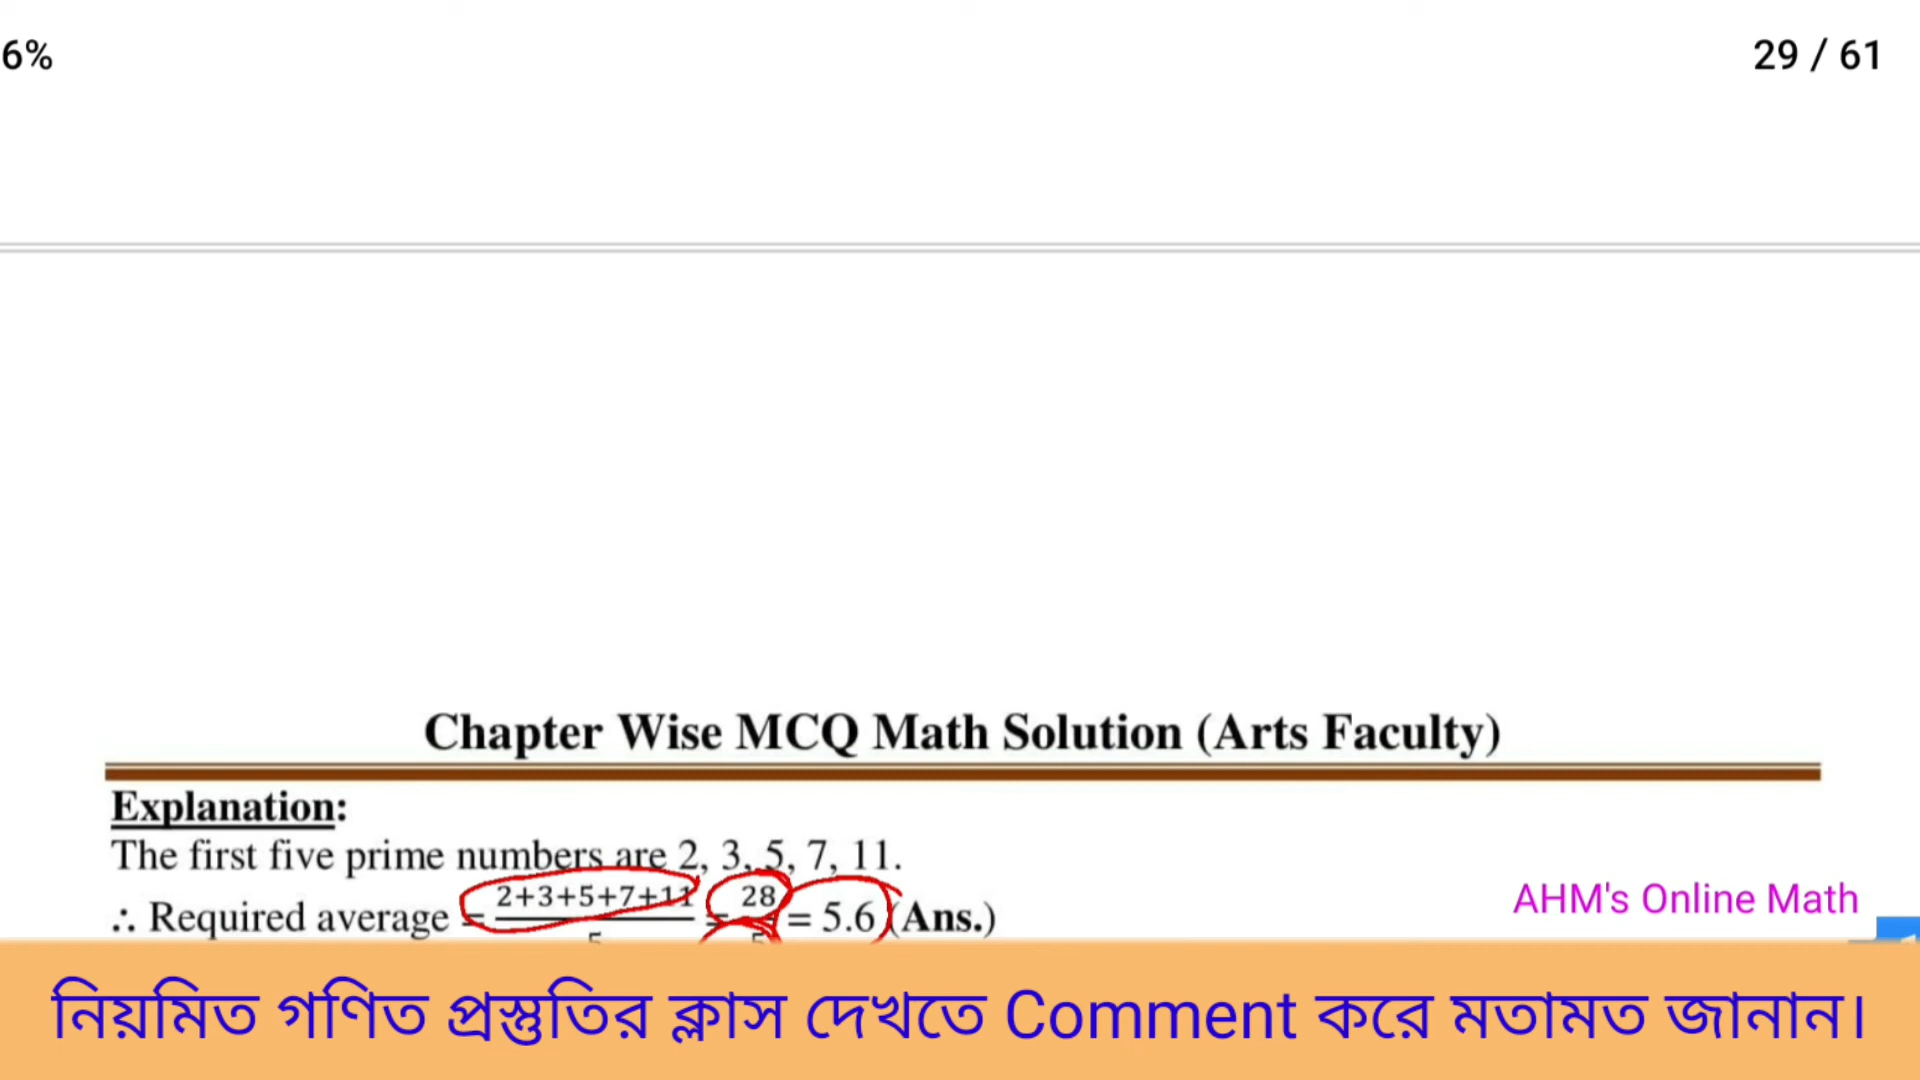 6%
29 / 61
Chapter Wise MCQ Math Solution (Arts Faculty)
Explanation:
The first five prime numbers are 2, 3, 5, 7, 11.
∴ Required average = 2+3+5+7+11 / 5 = 28 / 5 = 5.6 (Ans.)
AHM's Online Math
নিয়মিত গণিত প্রস্তুতির ক্লাস দেখতে Comment করে মতামত জানান।